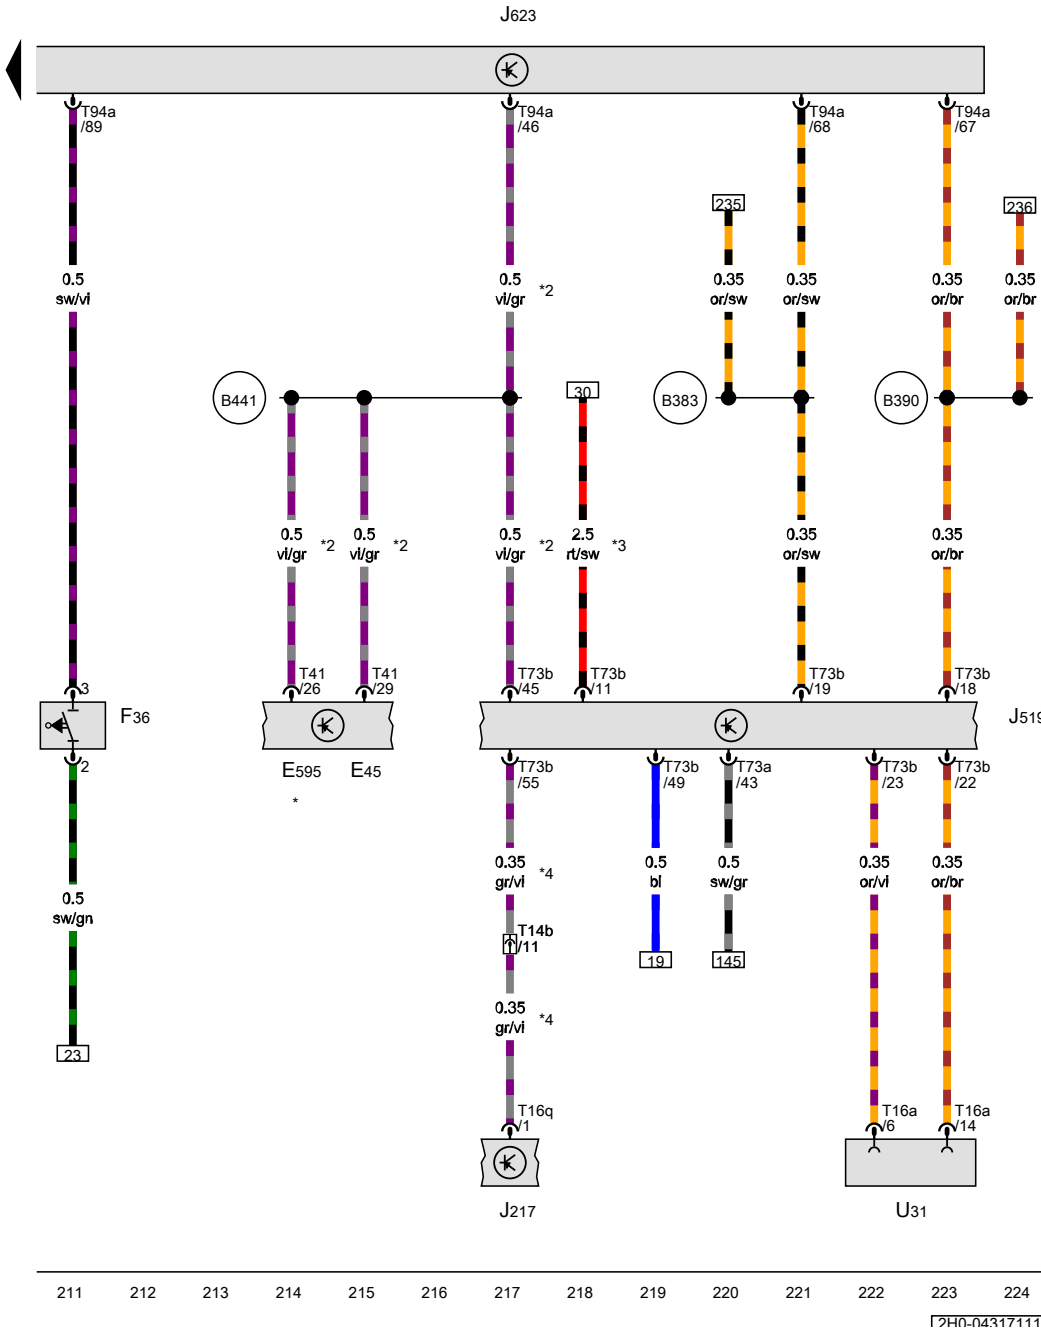 J623
T94a
/89
T94a
/46
T94a
/68
T94a
/67
235
236
0.5
sw/vi
0.5
vi/gr
*2
0.35
or/sw
0.35
or/sw
0.35
or/br
0.35
or/br
B441
30
B383
B390
0.5
vi/gr
*2
0.5
vi/gr
*2
0.5
vi/gr
*2
2.5
rt/sw
*3
0.35
or/sw
0.35
or/br
3
T41
/26
T41
/29
T73b
/45
T73b
/11
T73b
/19
T73b
/18
F36
J519
2
E595
*
E45
T73b
/55
T73b
/49
T73a
/43
T73b
/23
T73b
/22
0.5
sw/gn
0.35
gr/vi
*4
0.5
bl
0.5
sw/gr
0.35
or/vi
0.35
or/br
T14b
/11
19
145
0.35
gr/vi
*4
23
T16q
/1
T16a
/6
T16a
/14
J217
U31
211 212 213 214 215 216 217 218 219 220 221 222 223 224
2H0-04317111